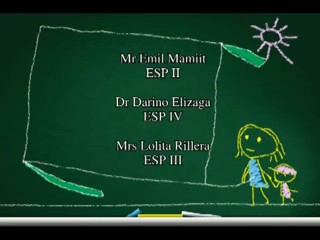 Mr Emil Mamiit
ESP II
Dr Darino Elizaga
ESP IV
Mrs Lolita Rillera
ESP III